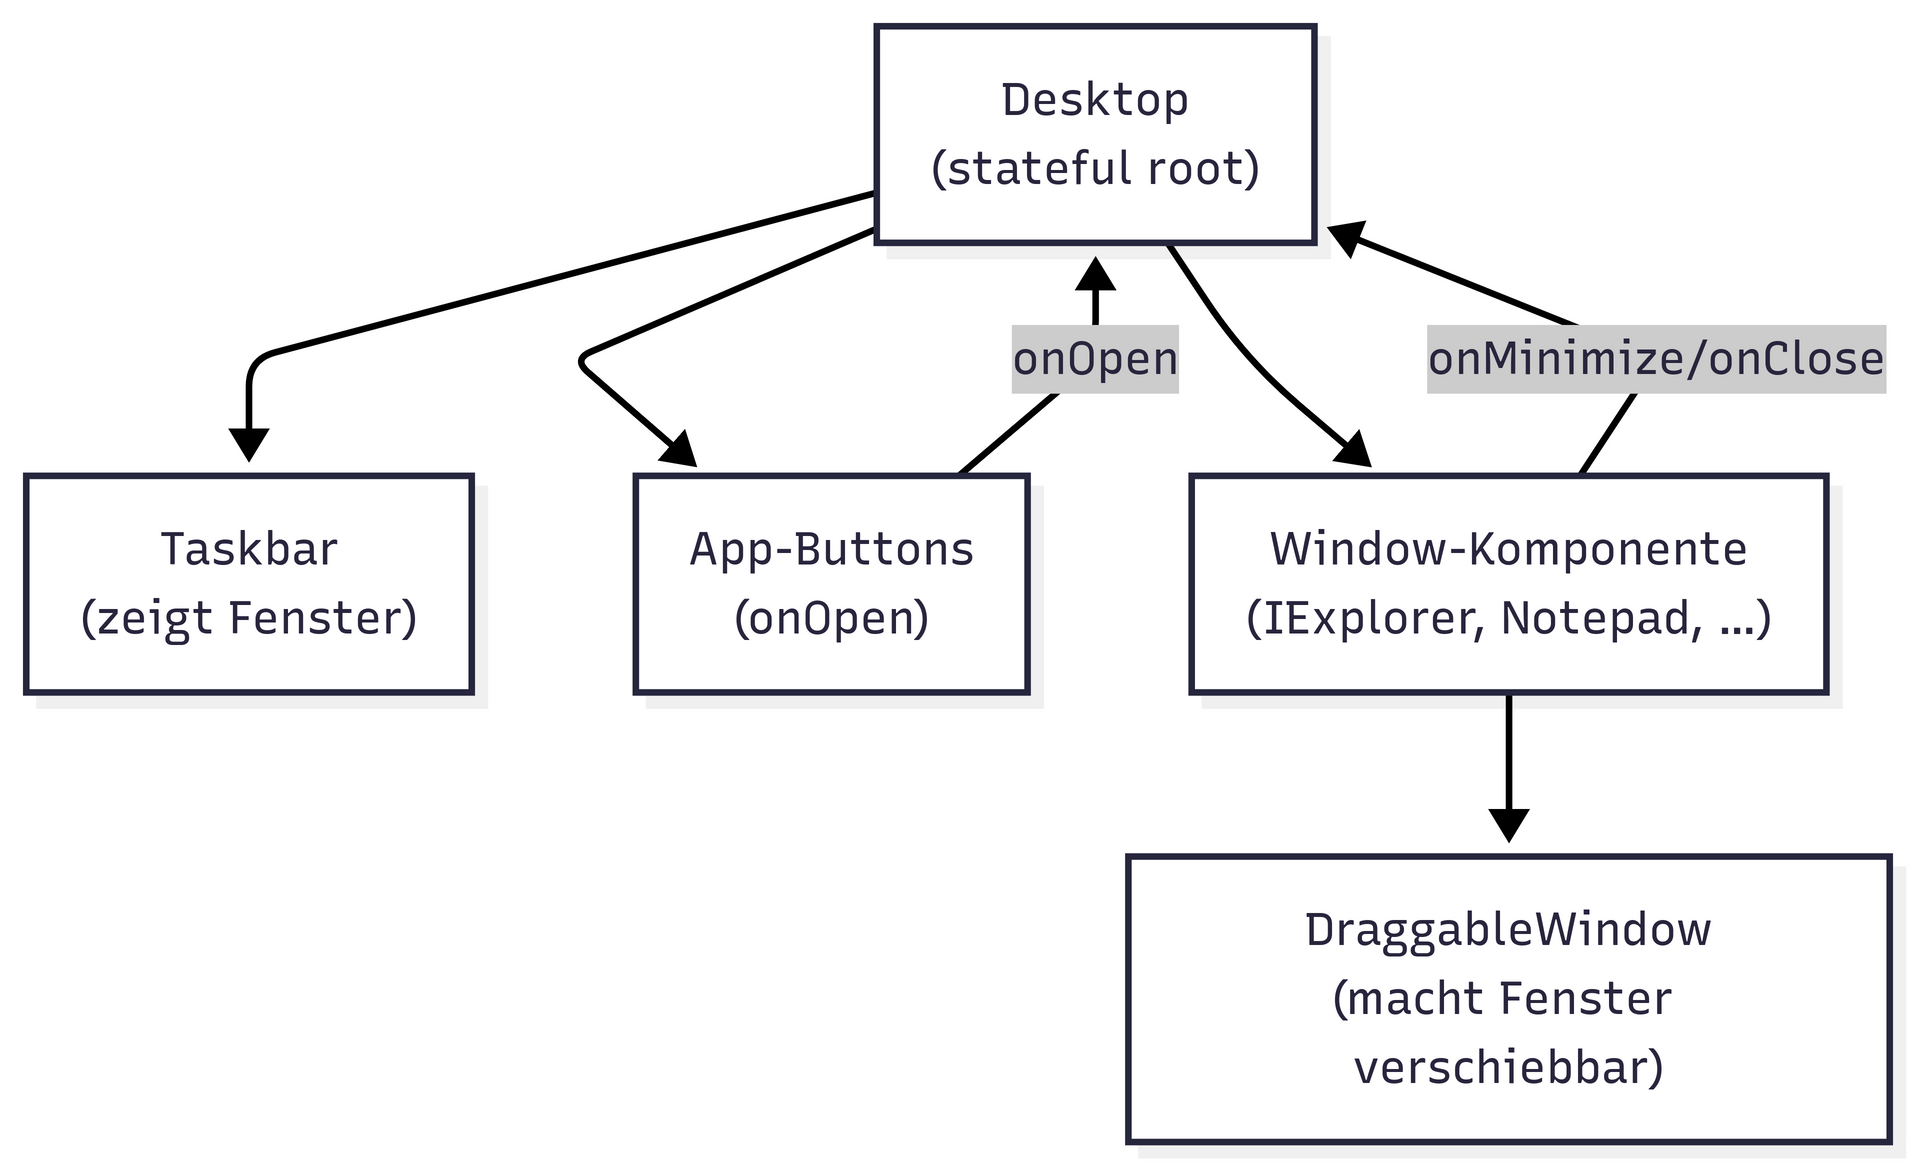 Desktop
(stateful root)
onOpen
onMinimize/onClose
Taskbar
(zeigt Fenster)
App-Buttons
(onOpen)
Window-Komponente
(IExplorer, Notepad, ...)
DraggableWindow
(macht Fenster
verschiebbar)